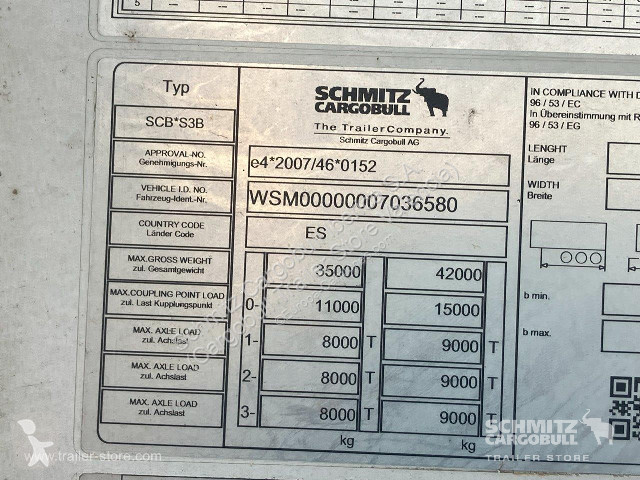 5 -- -- -- -- -- -- -- -- -- -- -- --
Typ
SCB*S3B
SCHMITZ
CARGOBULL
The TrailerCompany.
Schmitz Cargobull AG
IN COMPLIANCE WITH D
96 / 53 / EC
In Übereinstimmung mit R
96 / 53 / EG
APPROVAL-NO.
Genehmigungs-Nr.
e4*2007/46*0152
LENGHT
Länge
VEHICLE I.D. NO.
Fahrzeug-Ident.-Nr.
WSM00000007036580
WIDTH
Breite
COUNTRY CODE
Länder Code
ES
MAX.GROSS WEIGHT
zul. Gesamtgewicht
35000 42000
MAX.COUPLING POINT LOAD
zul. Last Kupplungspunkt
0- 11000 15000
b min.
MAX. AXLE LOAD
zul. Achslast
1- 8000 T 9000 T
b max.
MAX. AXLE LOAD
zul. Achslast
2- 8000 T 9000 T
MAX. AXLE LOAD
zul. Achslast
3- 8000 T 9000 T
kg kg
SCHMITZ
CARGOBULL
www.trailer-store.com